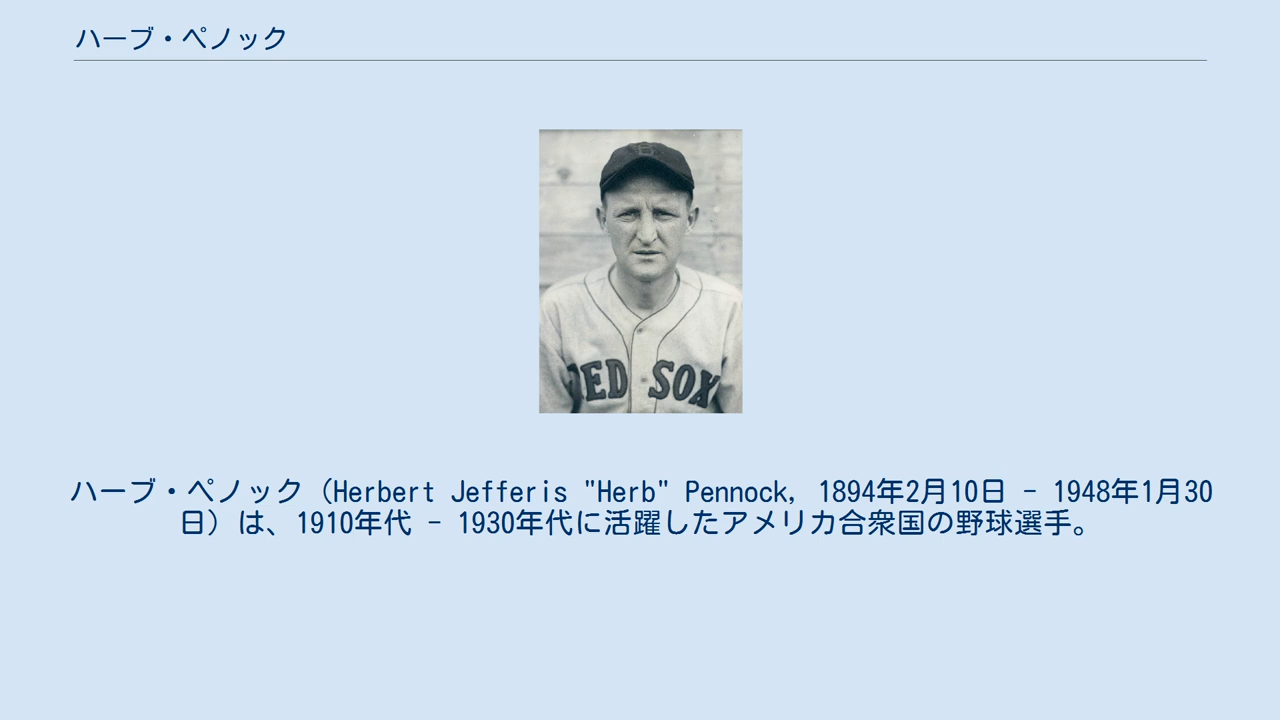 ハーブ・ペノック
RED SOX
ハーブ・ペノック（Herbert Jefferis "Herb" Pennock, 1894年2月10日 - 1948年1月30
日）は、1910年代 - 1930年代に活躍したアメリカ合衆国の野球選手。